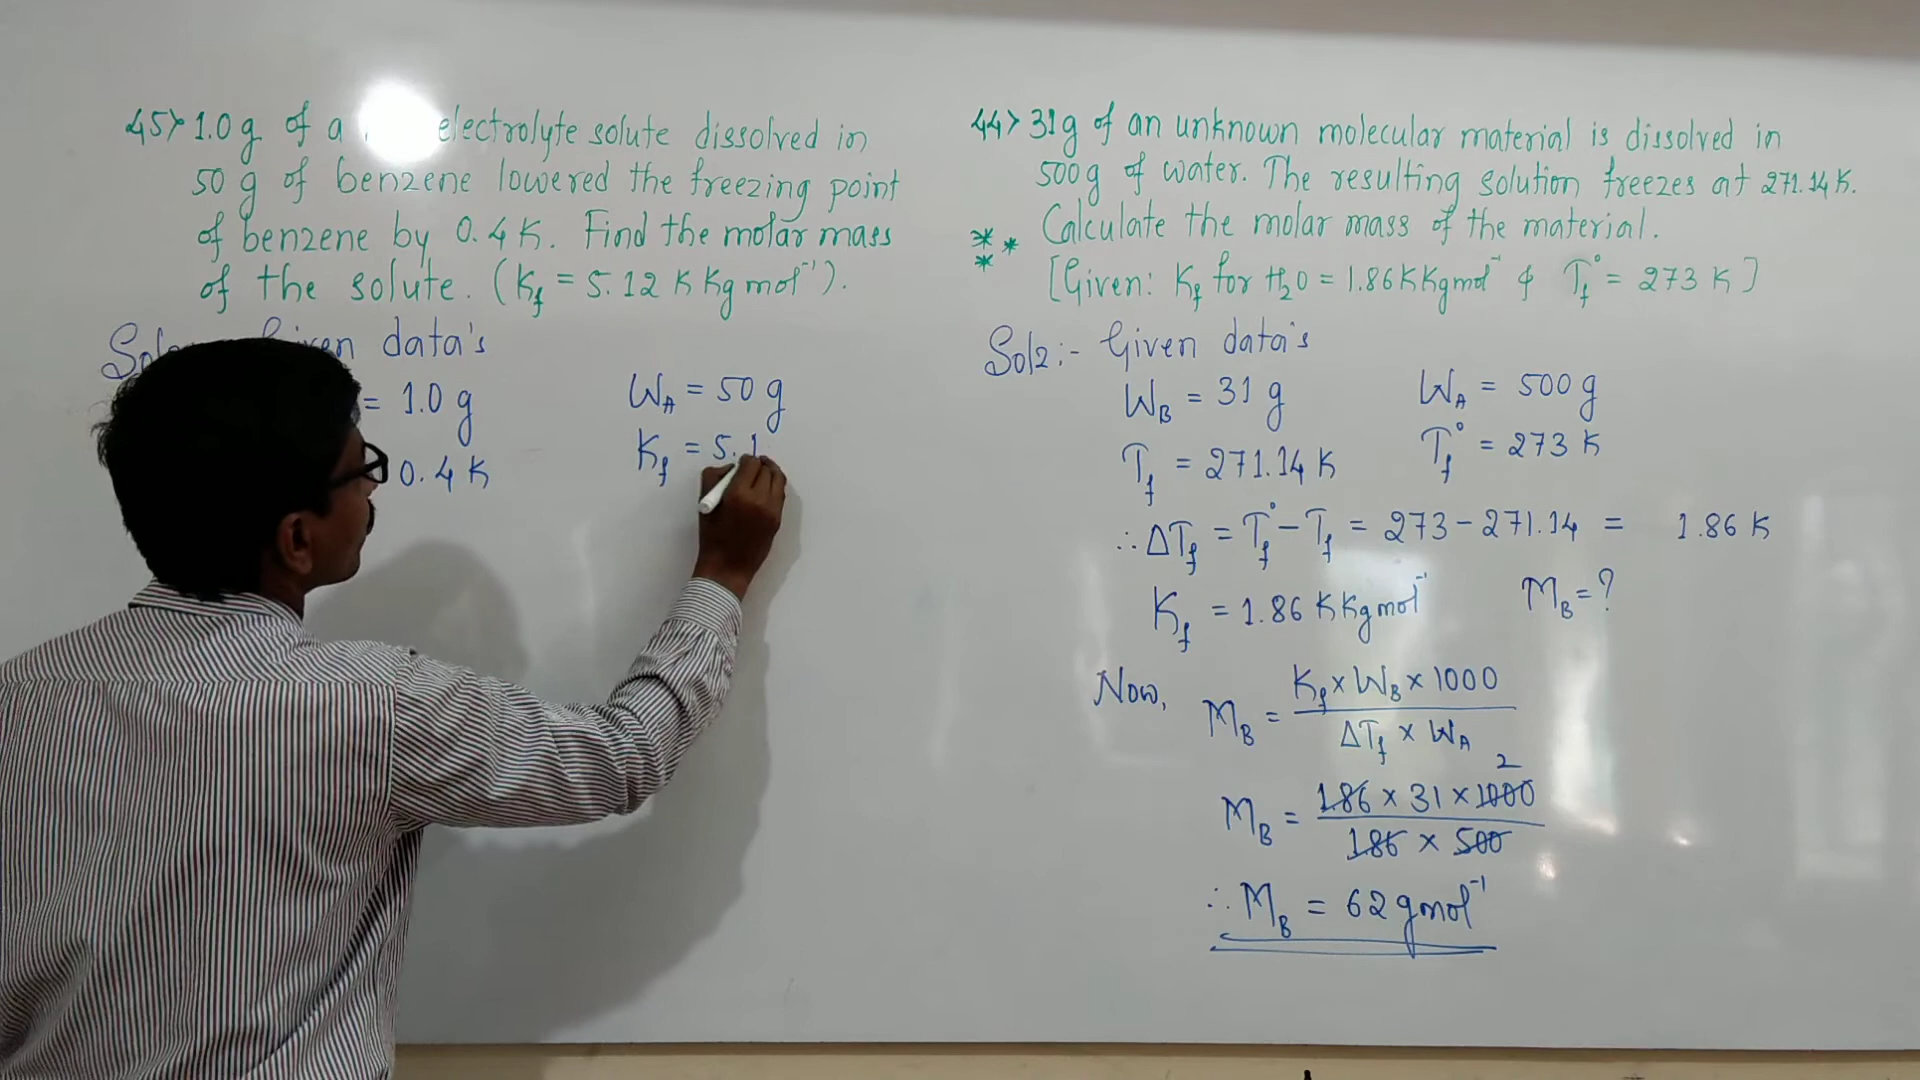 45> 1.0 g of a electrolyte solute dissolved in
50 g of benzene lowered the freezing point
of benzene by 0.4 K. Find the molar mass
of the solute. (Kf = 5.12 K Kg mol⁻¹).
data's
= 1.0 g
WA = 50 g
0.4 K
Kf = 5.1
44> 31g of an unknown molecular material is dissolved in
500g of water. The resulting solution freezes at 271.14 K.
Calculate the molar mass of the material.
***
[Given: Kf for H2O = 1.86 K Kg mol⁻¹ & Tf° = 273 K]
Sol2:- Given data's
WB = 31 g
WA = 500 g
Tf = 271.14 K
Tf° = 273 K
∴ ΔTf = Tf° − Tf = 273 − 271.14 = 1.86 K
Kf = 1.86 K Kg mol⁻¹
MB = ?
Now, MB = Kf × WB × 1000 / ΔTf × WA
2
MB = 1.86 × 31 × 1000 / 1.86 × 500
∴ MB = 62 g mol⁻¹